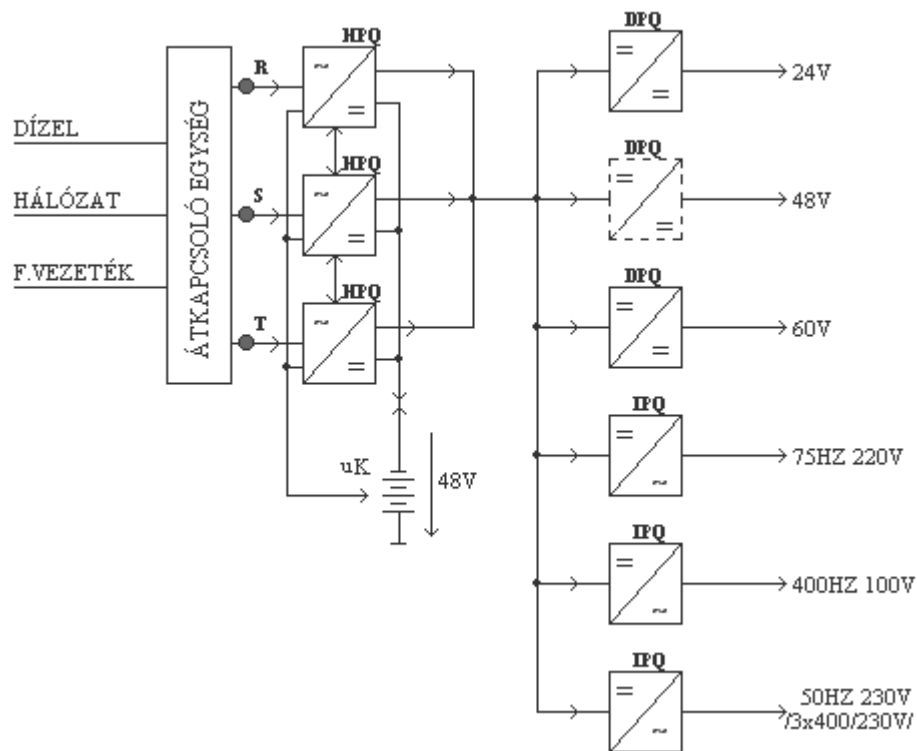 DÍZEL
HÁLÓZAT
F.VEZETÉK
ÁTKAPCSOLÓ EGYSÉG
R
S
T
HPQ
HPQ
HPQ
uK
48V
DPQ
24V
DPQ
48V
DPQ
60V
IPQ
75HZ 220V
IPQ
400HZ 100V
IPQ
50HZ 230V
/3x400/230V/